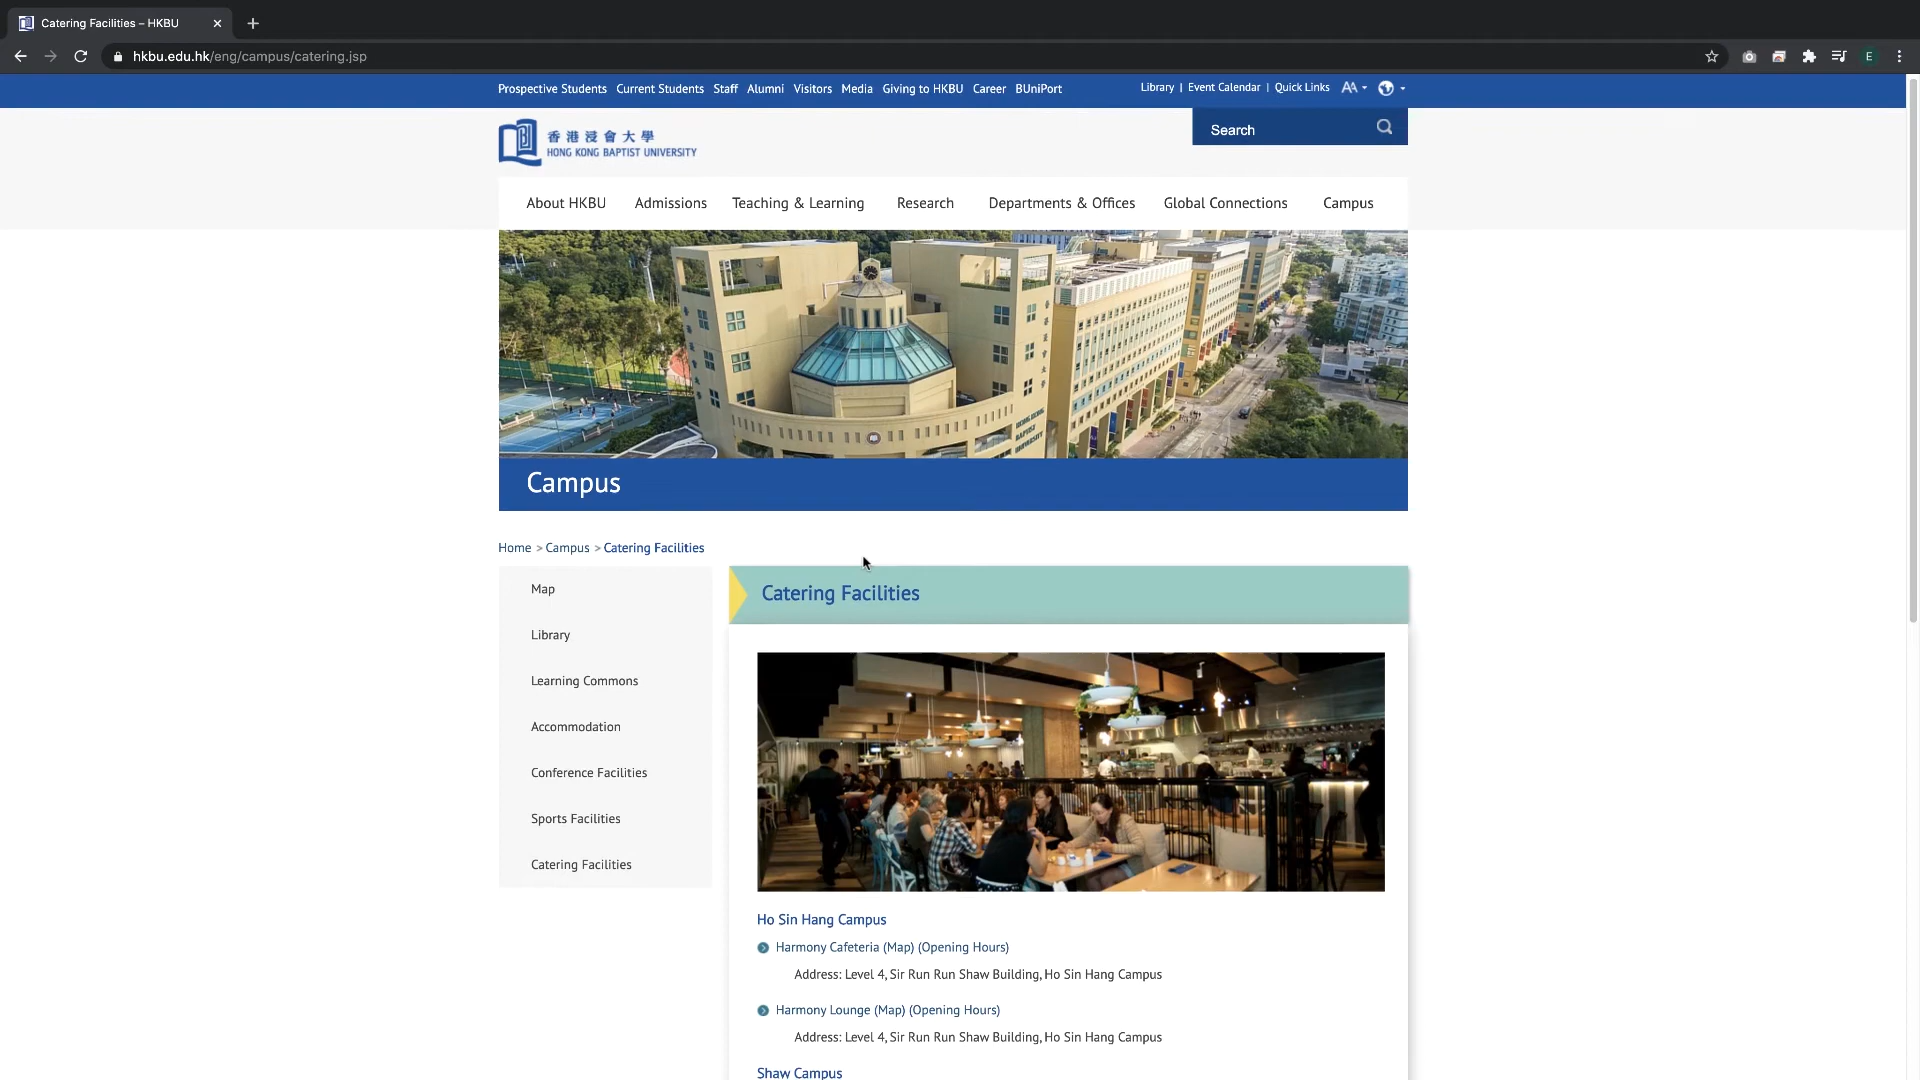 Catering Facilities – HKBU
hkbu.edu.hk/eng/campus/catering.jsp
E
Prospective Students Current Students Staff Alumni Visitors Media Giving to HKBU Career BUniPort
Library | Event Calendar | Quick Links AA
香港浸會大學
HONG KONG BAPTIST UNIVERSITY
Search
About HKBU Admissions Teaching & Learning Research Departments & Offices Global Connections Campus
HONG KONG
BAPTIST
UNIVERSITY
Campus
Home > Campus > Catering Facilities
Map
Library
Learning Commons
Accommodation
Conference Facilities
Sports Facilities
Catering Facilities
Catering Facilities
Ho Sin Hang Campus
Harmony Cafeteria (Map) (Opening Hours)
Address: Level 4, Sir Run Run Shaw Building, Ho Sin Hang Campus
Harmony Lounge (Map) (Opening Hours)
Address: Level 4, Sir Run Run Shaw Building, Ho Sin Hang Campus
Shaw Campus